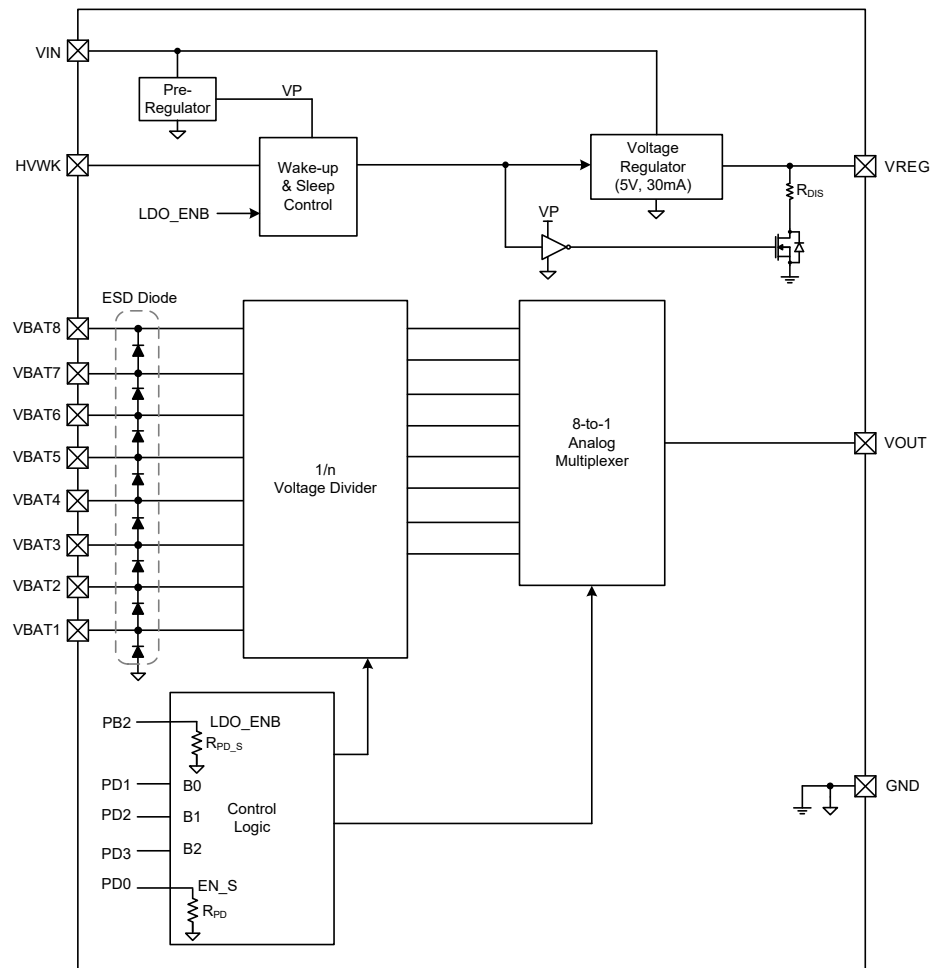 VIN
Pre-
Regulator
VP
HVWK
Wake-up
& Sleep
Control
LDO_ENB
Voltage
Regulator
(5V, 30mA)
VREG
RDIS
VP
ESD Diode
VBAT8
VBAT7
VBAT6
VBAT5
VBAT4
VBAT3
VBAT2
VBAT1
1/n
Voltage Divider
8-to-1
Analog
Multiplexer
VOUT
PB2
LDO_ENB
RPD_S
PD1
B0
PD2
B1
PD3
B2
PD0
EN_S
RPD
Control
Logic
GND